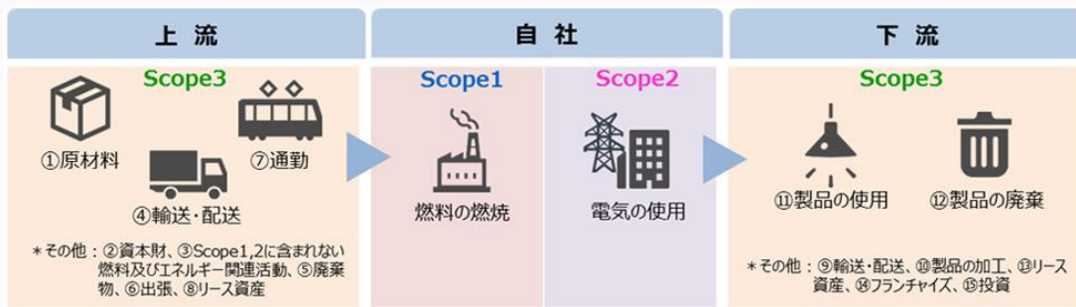 上流
自社
下流
Scope3
①原材料
⑦通勤
④輸送・配送
＊その他：②資本財、③Scope1,2に含まれない
燃料及びエネルギー関連活動、⑤廃棄
物、⑥出張、⑧リース資産
Scope1
燃料の燃焼
Scope2
電気の使用
Scope3
⑪製品の使用
⑫製品の廃棄
＊その他：⑨輸送・配送、⑩製品の加工、⑬リース
資産、⑭フランチャイズ、⑮投資